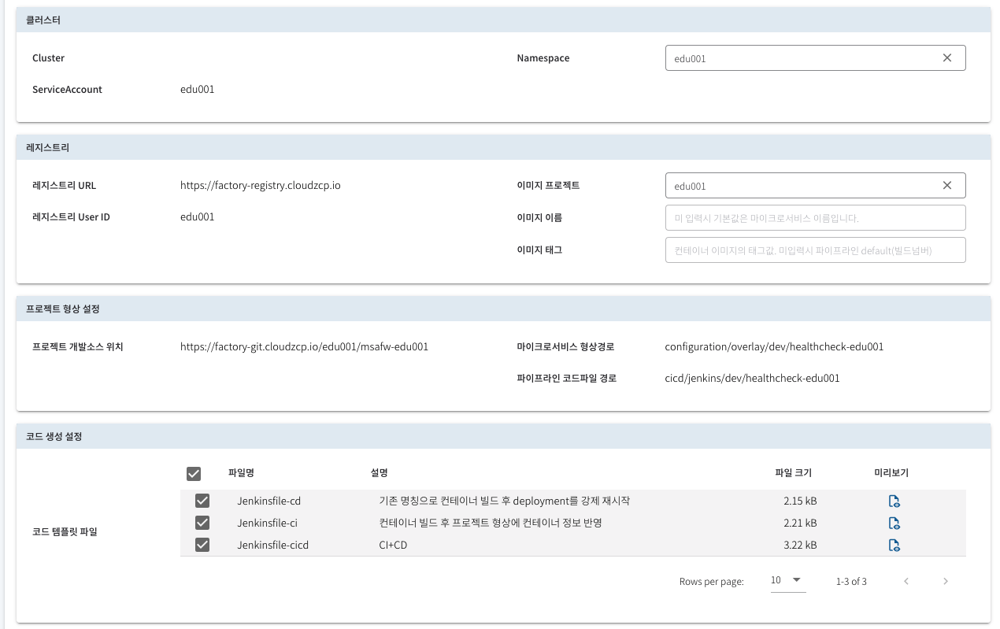 클러스터
Cluster
Namespace
edu001
ServiceAccount
edu001
레지스트리
레지스트리 URL
https://factory-registry.cloudzcp.io
이미지 프로젝트
edu001
레지스트리 User ID
edu001
이미지 이름
미 입력시 기본값은 마이크로서비스 이름입니다.
이미지 태그
컨테이너 이미지의 태그값. 미입력시 파이프라인 default(빌드넘버)
프로젝트 형상 설정
프로젝트 개발소스 위치
https://factory-git.cloudzcp.io/edu001/msafw-edu001
마이크로서비스 형상경로
configuration/overlay/dev/healthcheck-edu001
파이프라인 코드파일 경로
cicd/jenkins/dev/healthcheck-edu001
코드 생성 설정
코드 템플릿 파일
파일명 설명 파일 크기 미리보기
Jenkinsfile-cd 기존 명칭으로 컨테이너 빌드 후 deployment를 강제 재시작 2.15 kB
Jenkinsfile-ci 컨테이너 빌드 후 프로젝트 형상에 컨테이너 정보 반영 2.21 kB
Jenkinsfile-cicd CI+CD 3.22 kB
Rows per page: 10 1-3 of 3